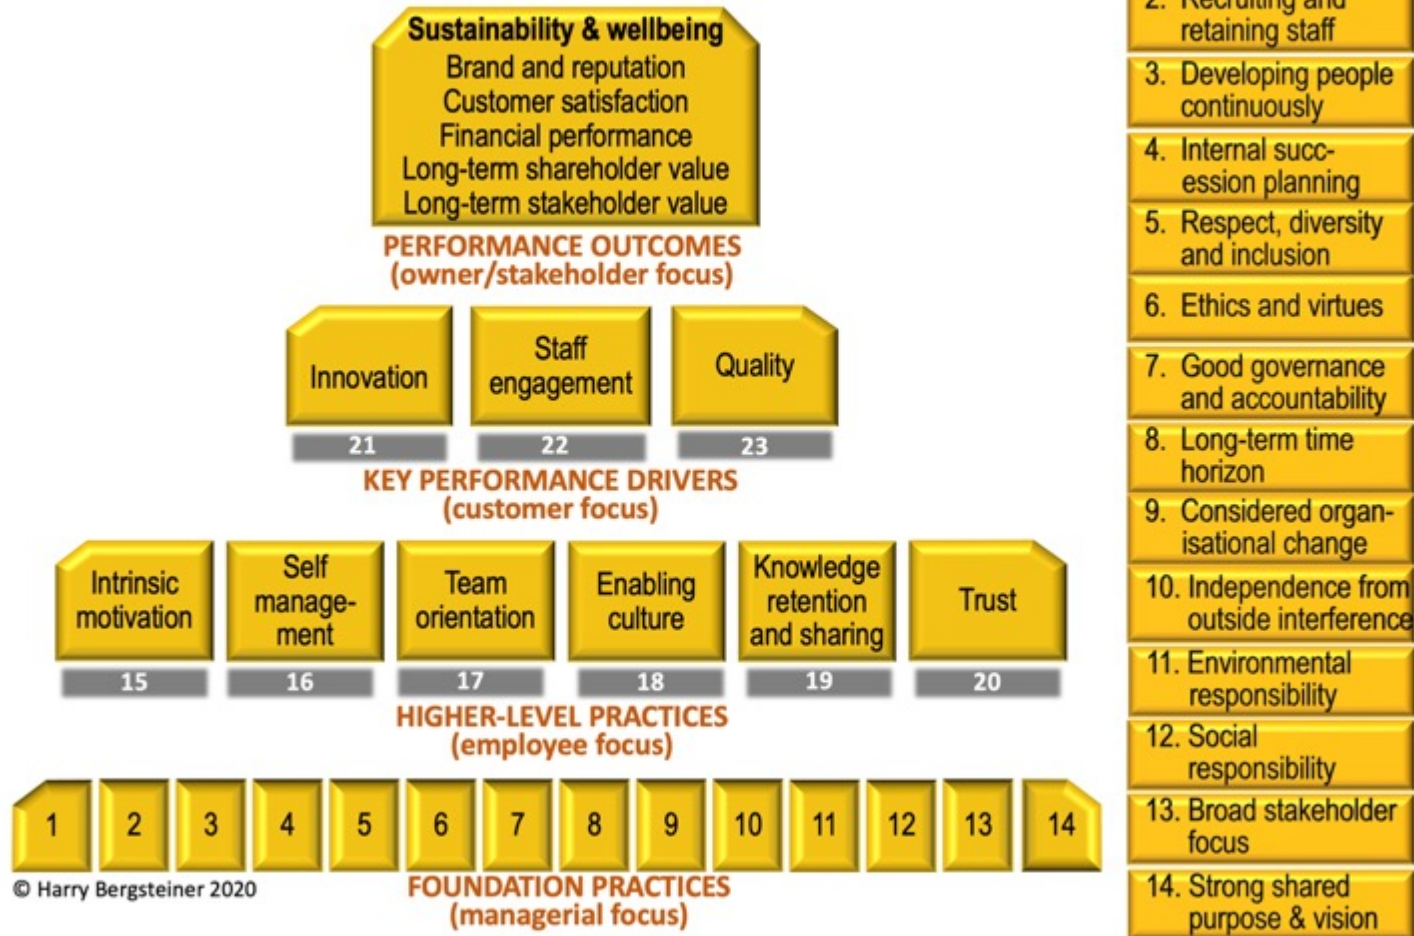 Sustainability & wellbeing
Brand and reputation
Customer satisfaction
Financial performance
Long-term shareholder value
Long-term stakeholder value
PERFORMANCE OUTCOMES
(owner/stakeholder focus)
Innovation
Staff
engagement
Quality
21
22
23
KEY PERFORMANCE DRIVERS
(customer focus)
Intrinsic
motivation
Self
manage-
ment
Team
orientation
Enabling
culture
Knowledge
retention
and sharing
Trust
15
16
17
18
19
20
HIGHER-LEVEL PRACTICES
(employee focus)
1
2
3
4
5
6
7
8
9
10
11
12
13
14
© Harry Bergsteiner 2020
FOUNDATION PRACTICES
(managerial focus)
2. Recruiting and
retaining staff
3. Developing people
continuously
4. Internal succ-
ession planning
5. Respect, diversity
and inclusion
6. Ethics and virtues
7. Good governance
and accountability
8. Long-term time
horizon
9. Considered organ-
isational change
10. Independence from
outside interference
11. Environmental
responsibility
12. Social
responsibility
13. Broad stakeholder
focus
14. Strong shared
purpose & vision